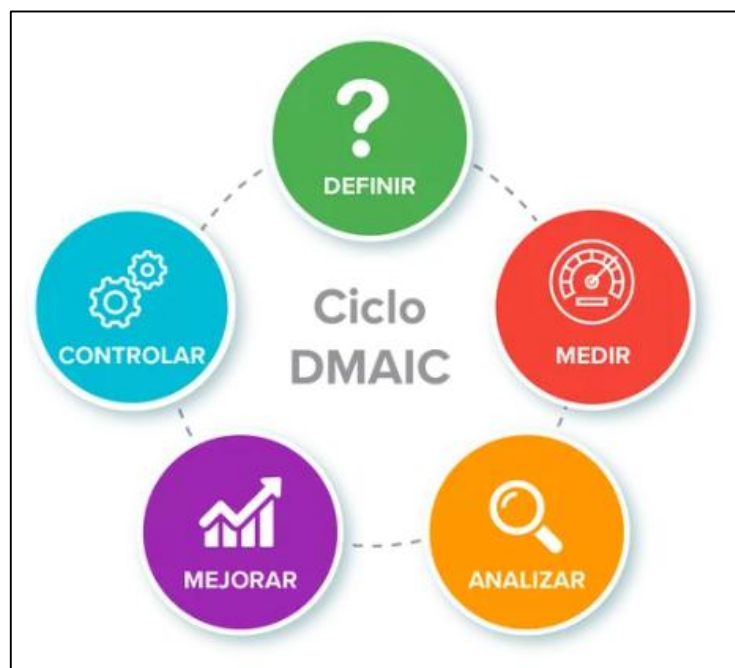 ?
DEFINIR
MEDIR
ANALIZAR
MEJORAR
CONTROLAR
Ciclo
DMAIC